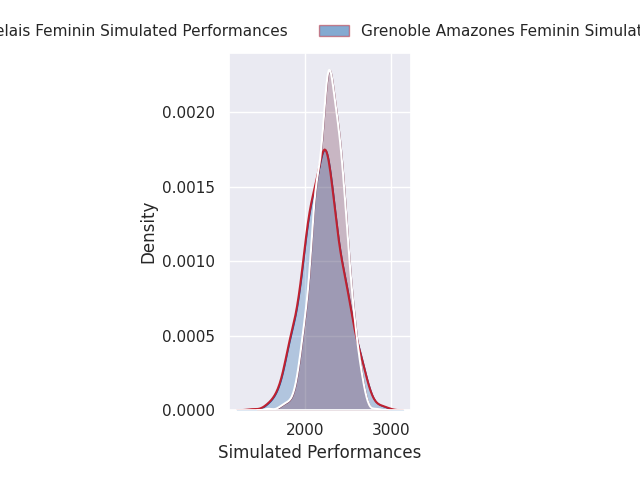 elais Feminin Simulated Performances Grenoble Amazones Feminin Simulat
0.0020
0.0015
0.0010
0.0005
0.0000
Density
2000 3000
Simulated Performances